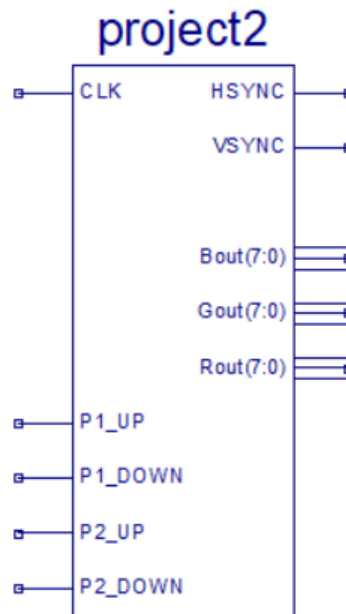 project2
CLK
HSYNC
VSYNC
Bout(7:0)
Gout(7:0)
Rout(7:0)
P1_UP
P1_DOWN
P2_UP
P2_DOWN